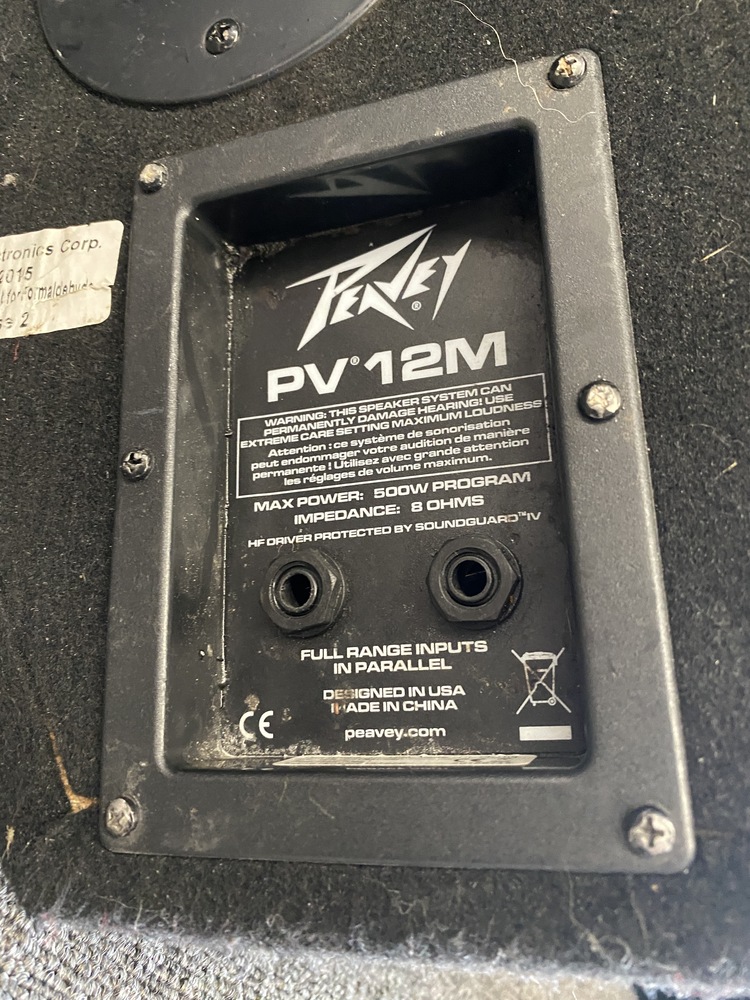 Corp.
2015
2
PEAVEY®
PV® 12M
WARNING: THIS SPEAKER SYSTEM CAN
PERMANENTLY DAMAGE HEARING! USE
EXTREME CARE SETTING MAXIMUM LOUDNESS
Attention : ce système de sonorisation
peut endommager votre audition de manière
permanente ! Utilisez avec grande attention
les réglages de volume maximum.
MAX POWER: 500W PROGRAM
IMPEDANCE: 8 OHMS
HF DRIVER PROTECTED BY SOUNDGUARD™IV
FULL RANGE INPUTS
IN PARALLEL
DESIGNED IN USA
MADE IN CHINA
CE
peavey.com